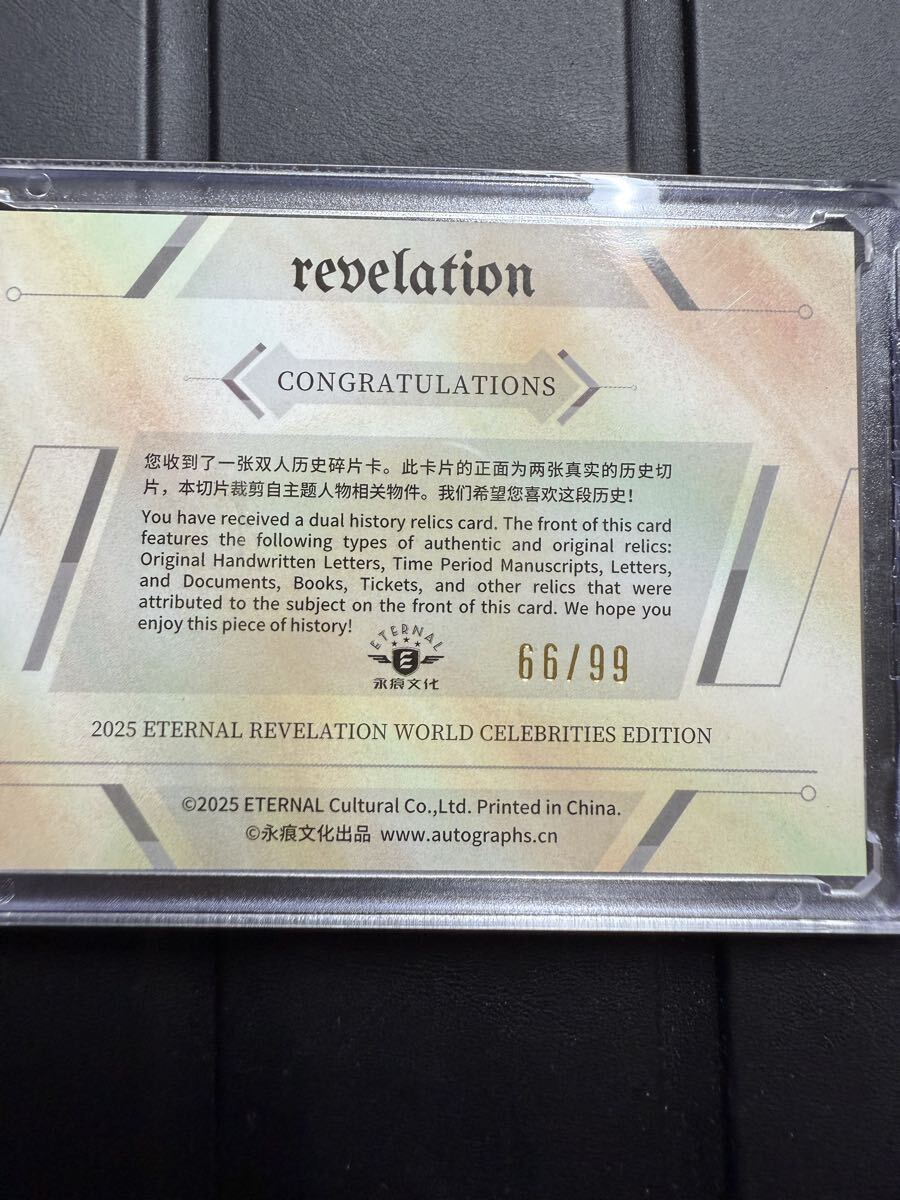 revelation
CONGRATULATIONS
您收到了一张双人历史碎片卡。此卡片的正面为两张真实的历史切
片，本切片裁剪自主题人物相关物件。我们希望您喜欢这段历史！
You have received a dual history relics card. The front of this card
features the following types of authentic and original relics:
Original Handwritten Letters, Time Period Manuscripts, Letters,
and Documents, Books, Tickets, and other relics that were
attributed to the subject on the front of this card. We hope you
enjoy this piece of history!
ETERNAL
永痕文化
66/99
2025 ETERNAL REVELATION WORLD CELEBRITIES EDITION
©2025 ETERNAL Cultural Co.,Ltd. Printed in China.
©永痕文化出品 www.autographs.cn